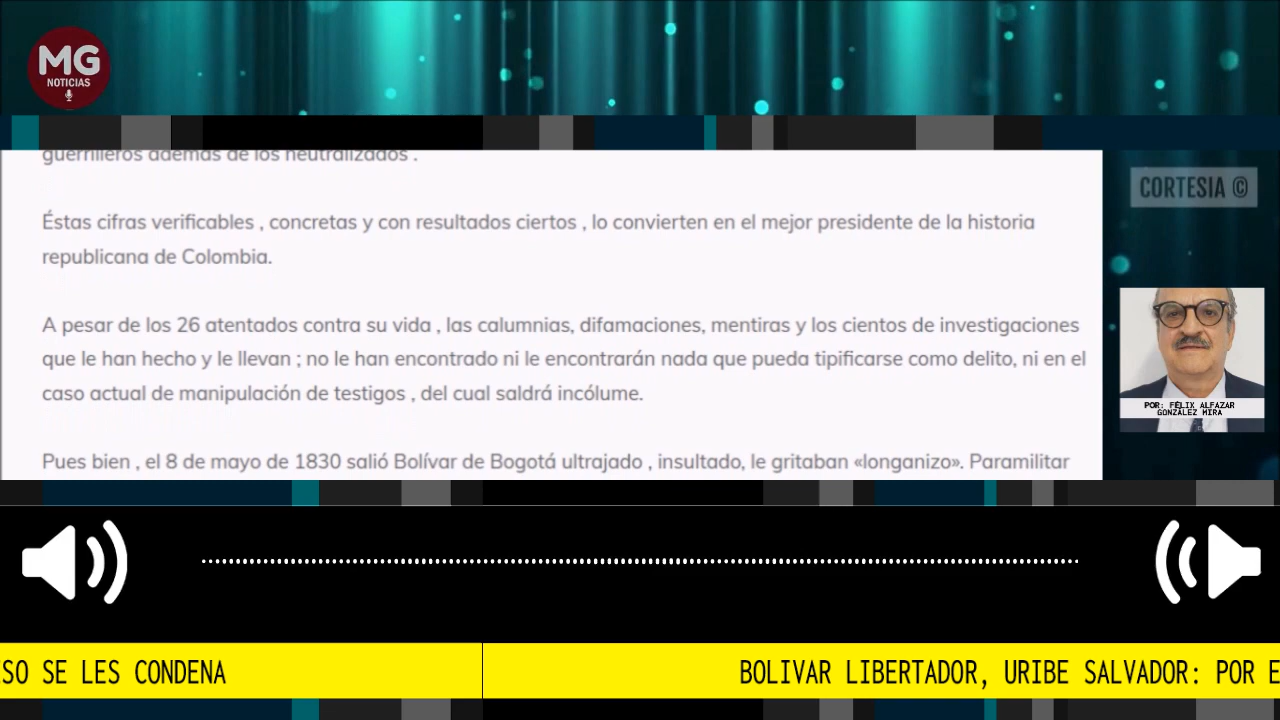 MG
NOTICIAS
guerrilleros además de los neutralizados .
CORTESIA ©
Éstas cifras verificables , concretas y con resultados ciertos , lo convierten en el mejor presidente de la historia
republicana de Colombia.
A pesar de los 26 atentados contra su vida , las calumnias, difamaciones, mentiras y los cientos de investigaciones
que le han hecho y le llevan ; no le han encontrado ni le encontrarán nada que pueda tipificarse como delito, ni en el
caso actual de manipulación de testigos , del cual saldrá incólume.
POR: FÉLIX ALFAZAR
GONZÁLEZ MIRA
Pues bien , el 8 de mayo de 1830 salió Bolívar de Bogotá ultrajado , insultado, le gritaban «longanizo». Paramilitar
SO SE LES CONDENA
BOLIVAR LIBERTADOR, URIBE SALVADOR: POR E